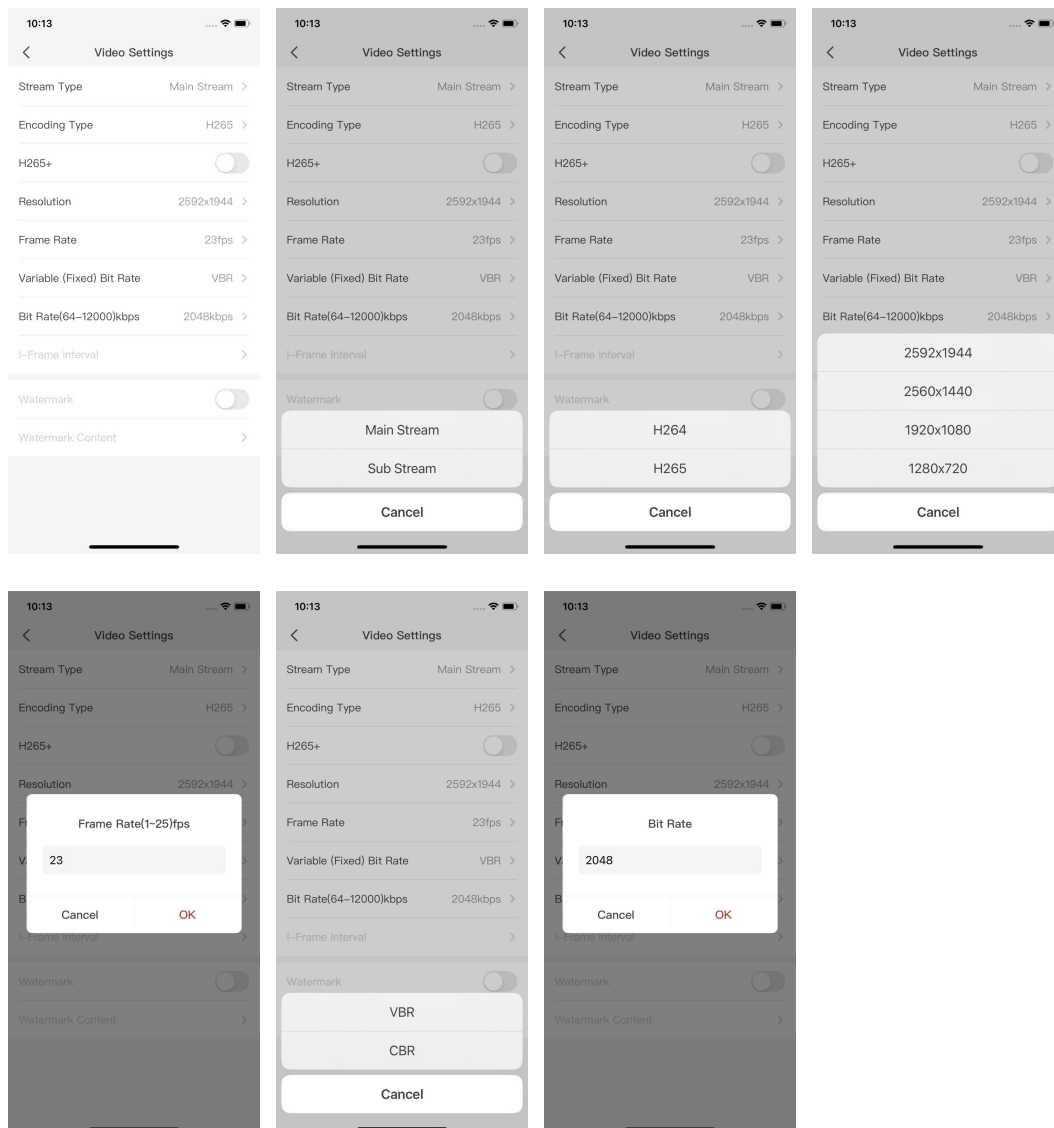 10:13
Video Settings
Stream Type Main Stream
Encoding Type H265
H265+
Resolution 2592x1944
Frame Rate 23fps
Variable (Fixed) Bit Rate VBR
Bit Rate(64–12000)kbps 2048kbps
I–Frame Interval
Watermark
Watermark Content
10:13
Video Settings
Stream Type Main Stream
Encoding Type H265
H265+
Resolution 2592x1944
Frame Rate 23fps
Variable (Fixed) Bit Rate VBR
Bit Rate(64–12000)kbps 2048kbps
I–Frame Interval
Watermark
Main Stream
Sub Stream
Cancel
10:13
Video Settings
Stream Type Main Stream
Encoding Type H265
H265+
Resolution 2592x1944
Frame Rate 23fps
Variable (Fixed) Bit Rate VBR
Bit Rate(64–12000)kbps 2048kbps
I–Frame Interval
Watermark
H264
H265
Cancel
10:13
Video Settings
Stream Type Main Stream
Encoding Type H265
H265+
Resolution 2592x1944
Frame Rate 23fps
Variable (Fixed) Bit Rate VBR
Bit Rate(64–12000)kbps 2048kbps
2592x1944
2560x1440
1920x1080
1280x720
Cancel
10:13
Video Settings
Stream Type Main Stream
Encoding Type H265
H265+
Resolution 2592x1944
Frame Rate(1~25)fps
23
Cancel OK
I–Frame Interval
Watermark
Watermark Content
10:13
Video Settings
Stream Type Main Stream
Encoding Type H265
H265+
Resolution 2592x1944
Frame Rate 23fps
Variable (Fixed) Bit Rate VBR
Bit Rate(64–12000)kbps 2048kbps
I–Frame Interval
Watermark
VBR
CBR
Cancel
10:13
Video Settings
Stream Type Main Stream
Encoding Type H265
H265+
Resolution 2592x1944
Bit Rate
2048
Cancel OK
I–Frame Interval
Watermark
Watermark Content